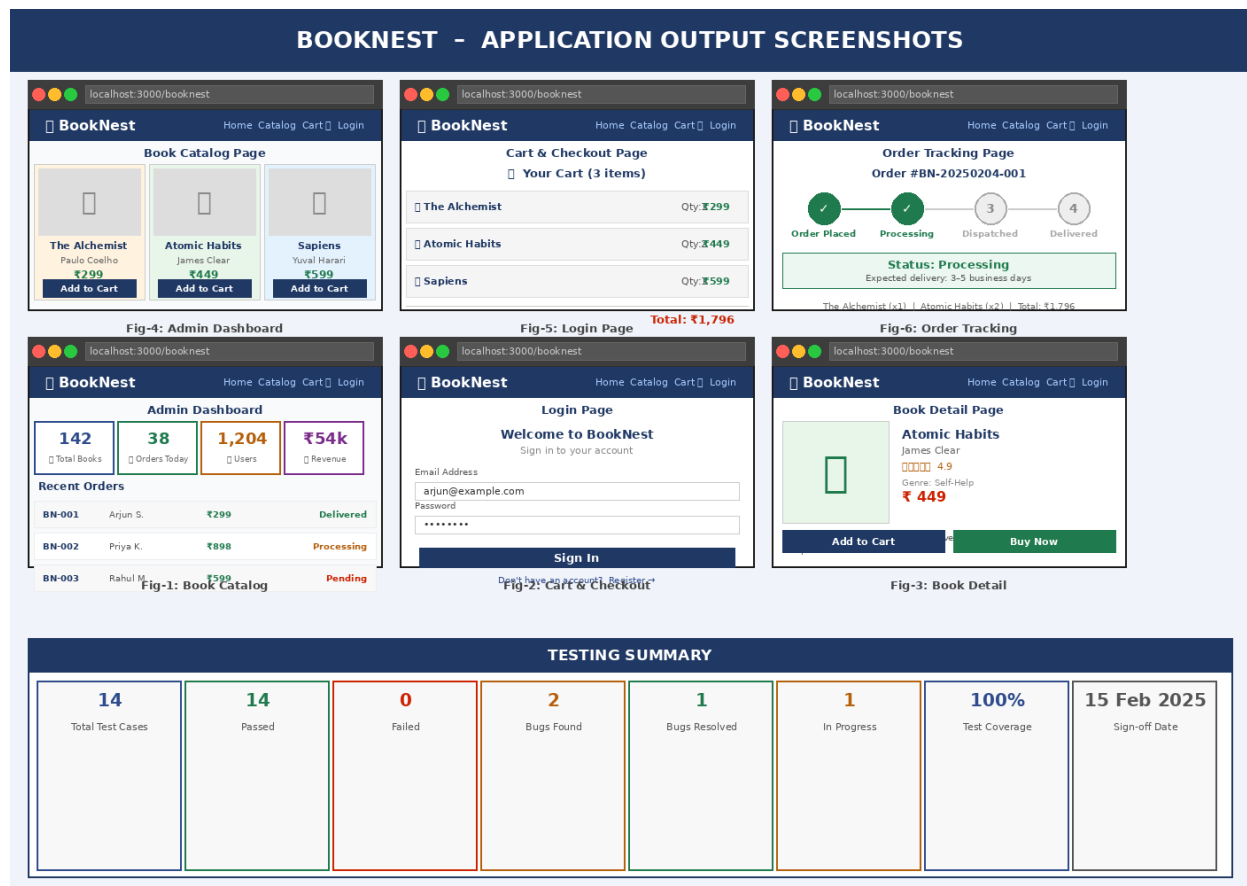 BOOKNEST – APPLICATION OUTPUT SCREENSHOTS
localhost:3000/booknest
BookNest
Home Catalog Cart Login
Book Catalog Page
The Alchemist
Paulo Coelho
₹299
Add to Cart
Atomic Habits
James Clear
₹449
Add to Cart
Sapiens
Yuval Harari
₹599
Add to Cart
Fig-4: Admin Dashboard
localhost:3000/booknest
BookNest
Home Catalog Cart Login
Cart & Checkout Page
Your Cart (3 items)
The Alchemist Qty: ₹299
Atomic Habits Qty: ₹449
Sapiens Qty: ₹599
Total: ₹1,796
Fig-5: Login Page
localhost:3000/booknest
BookNest
Home Catalog Cart Login
Order Tracking Page
Order #BN-20250204-001
✓ ✓ 3 4
Order Placed Processing Dispatched Delivered
Status: Processing
Expected delivery: 3–5 business days
The Alchemist (x1) | Atomic Habits (x2) | Total: ₹1,796
Fig-6: Order Tracking
localhost:3000/booknest
BookNest
Home Catalog Cart Login
Admin Dashboard
142
Total Books
38
Orders Today
1,204
Users
₹54k
Revenue
Recent Orders
BN-001 Arjun S. ₹299 Delivered
BN-002 Priya K. ₹898 Processing
BN-003 Rahul M. ₹599 Pending
Fig-1: Book Catalog
localhost:3000/booknest
BookNest
Home Catalog Cart Login
Login Page
Welcome to BookNest
Sign in to your account
Email Address
arjun@example.com
Password
••••••••
Sign In
Don't have an account? Register →
Fig-2: Cart & Checkout
localhost:3000/booknest
BookNest
Home Catalog Cart Login
Book Detail Page
Atomic Habits
James Clear
4.9
Genre: Self-Help
₹ 449
Add to Cart
Buy Now
Fig-3: Book Detail
TESTING SUMMARY
14
Total Test Cases
14
Passed
0
Failed
2
Bugs Found
1
Bugs Resolved
1
In Progress
100%
Test Coverage
15 Feb 2025
Sign-off Date